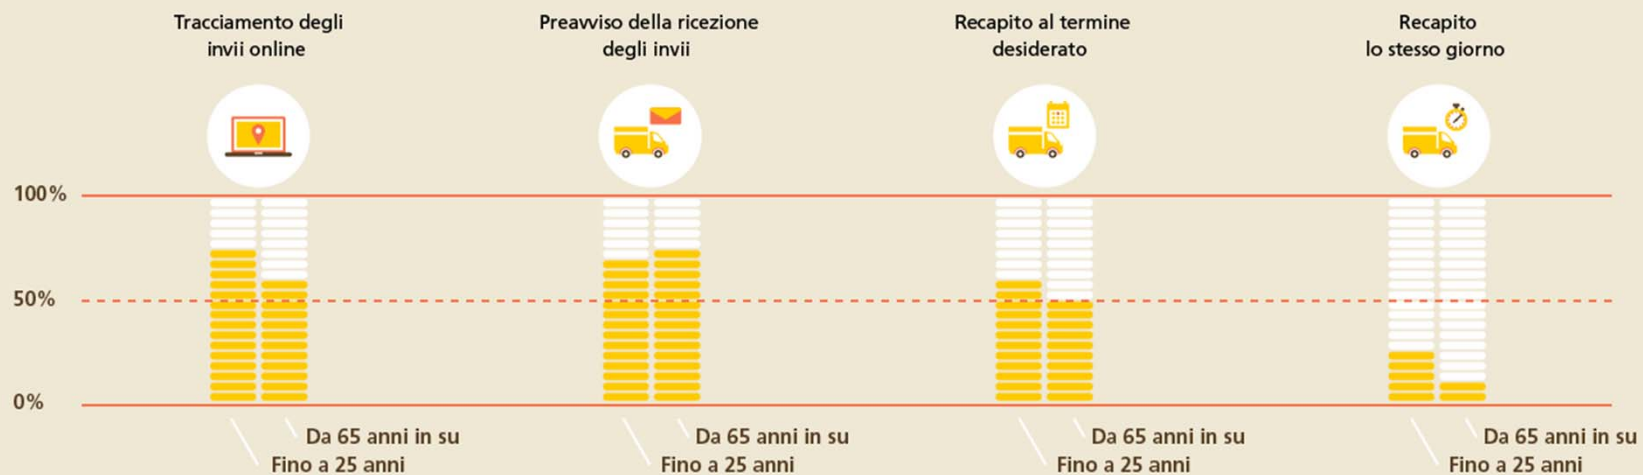 Tracciamento degli
invii online
Preavviso della ricezione
degli invii
Recapito al termine
desiderato
Recapito
lo stesso giorno
100%
50%
0%
Da 65 anni in su
Fino a 25 anni
Da 65 anni in su
Fino a 25 anni
Da 65 anni in su
Fino a 25 anni
Da 65 anni in su
Fino a 25 anni